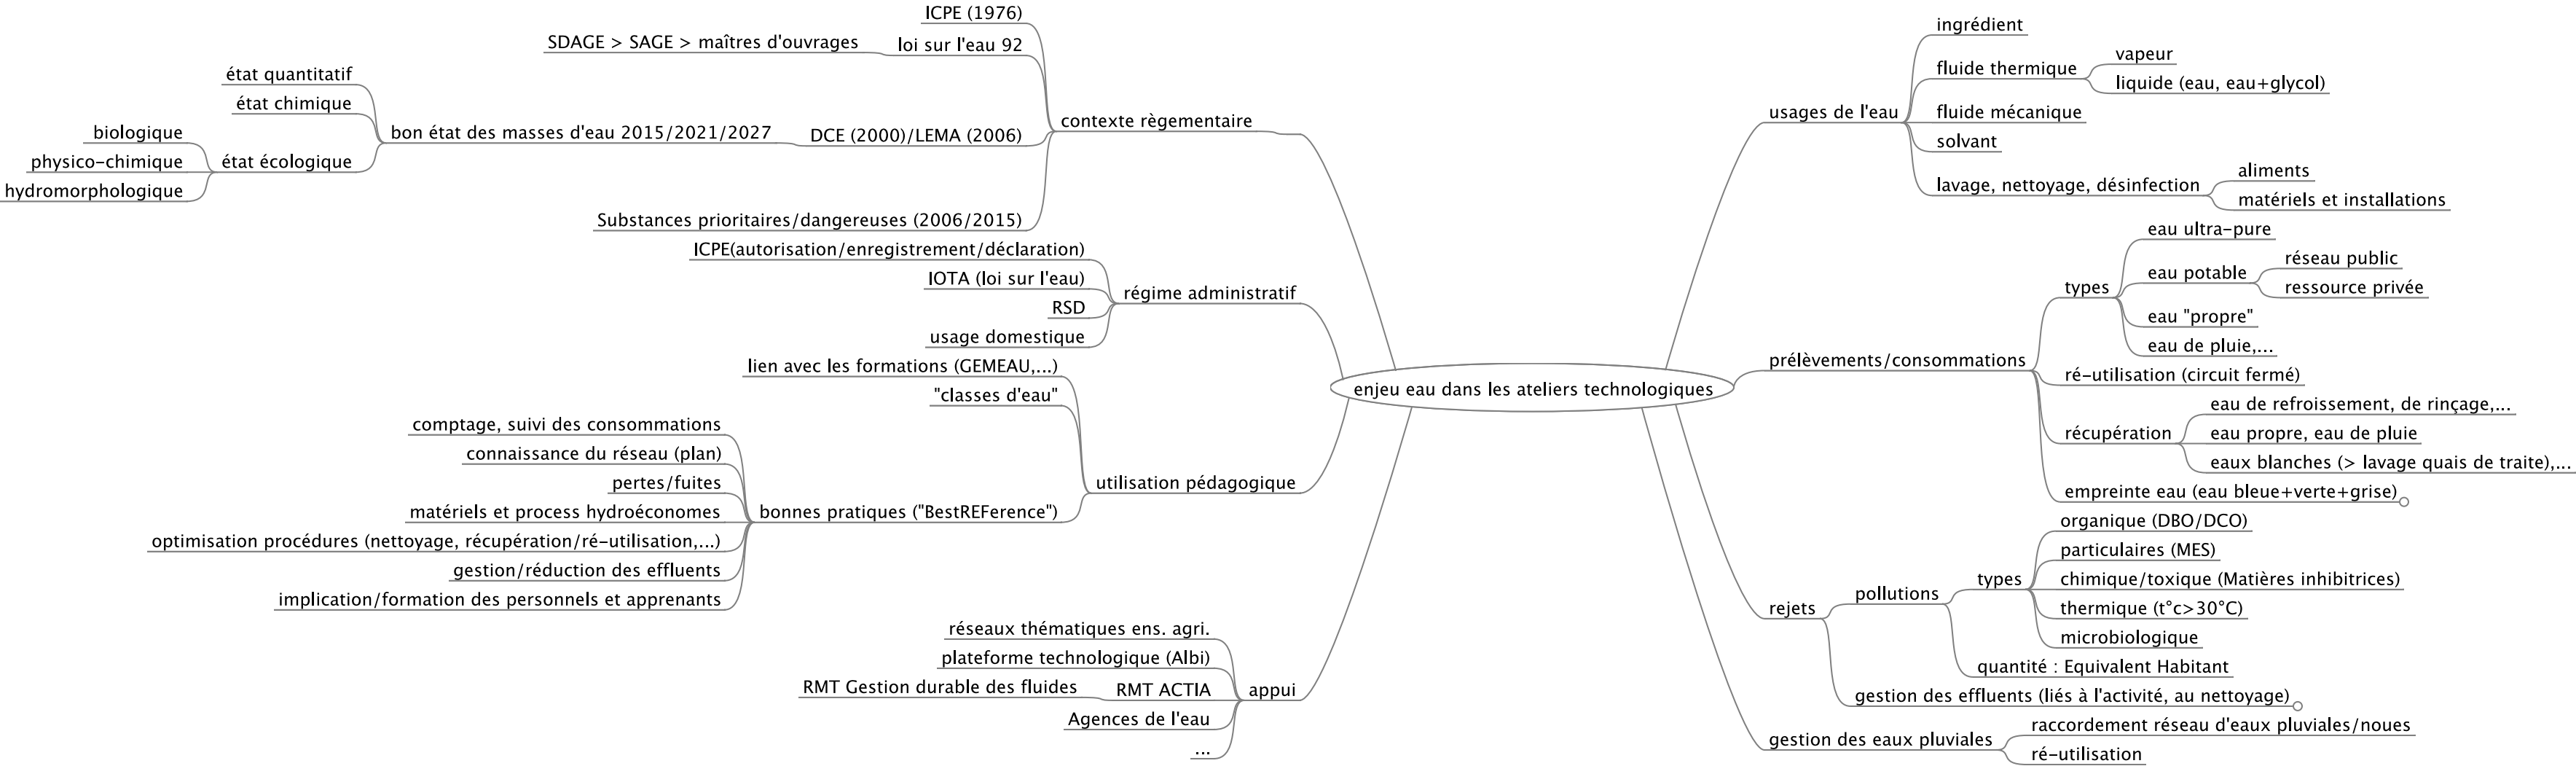 enjeu eau dans les ateliers technologiques
contexte règementaire
ICPE (1976)
loi sur l'eau 92
SDAGE > SAGE > maîtres d'ouvrages
DCE (2000)/LEMA (2006)
bon état des masses d'eau 2015/2021/2027
état quantitatif
état chimique
état écologique
biologique
physico-chimique
hydromorphologique
Substances prioritaires/dangereuses (2006/2015)
régime administratif
ICPE(autorisation/enregistrement/déclaration)
IOTA (loi sur l'eau)
RSD
usage domestique
utilisation pédagogique
lien avec les formations (GEMEAU,...)
"classes d'eau"
bonnes pratiques ("BestREFerence")
comptage, suivi des consommations
connaissance du réseau (plan)
pertes/fuites
matériels et process hydroéconomes
optimisation procédures (nettoyage, récupération/ré-utilisation,...)
gestion/réduction des effluents
implication/formation des personnels et apprenants
appui
réseaux thématiques ens. agri.
plateforme technologique (Albi)
RMT ACTIA
RMT Gestion durable des fluides
Agences de l'eau
...
usages de l'eau
ingrédient
fluide thermique
vapeur
liquide (eau, eau+glycol)
fluide mécanique
solvant
lavage, nettoyage, désinfection
aliments
matériels et installations
prélèvements/consommations
types
eau ultra-pure
eau potable
réseau public
ressource privée
eau "propre"
eau de pluie,...
ré-utilisation (circuit fermé)
récupération
eau de refroissement, de rinçage,...
eau propre, eau de pluie
eaux blanches (> lavage quais de traite),...
empreinte eau (eau bleue+verte+grise)
rejets
pollutions
types
organique (DBO/DCO)
particulaires (MES)
chimique/toxique (Matières inhibitrices)
thermique (t°c>30°C)
microbiologique
quantité : Equivalent Habitant
gestion des effluents (liés à l'activité, au nettoyage)
gestion des eaux pluviales
raccordement réseau d'eaux pluviales/noues
ré-utilisation